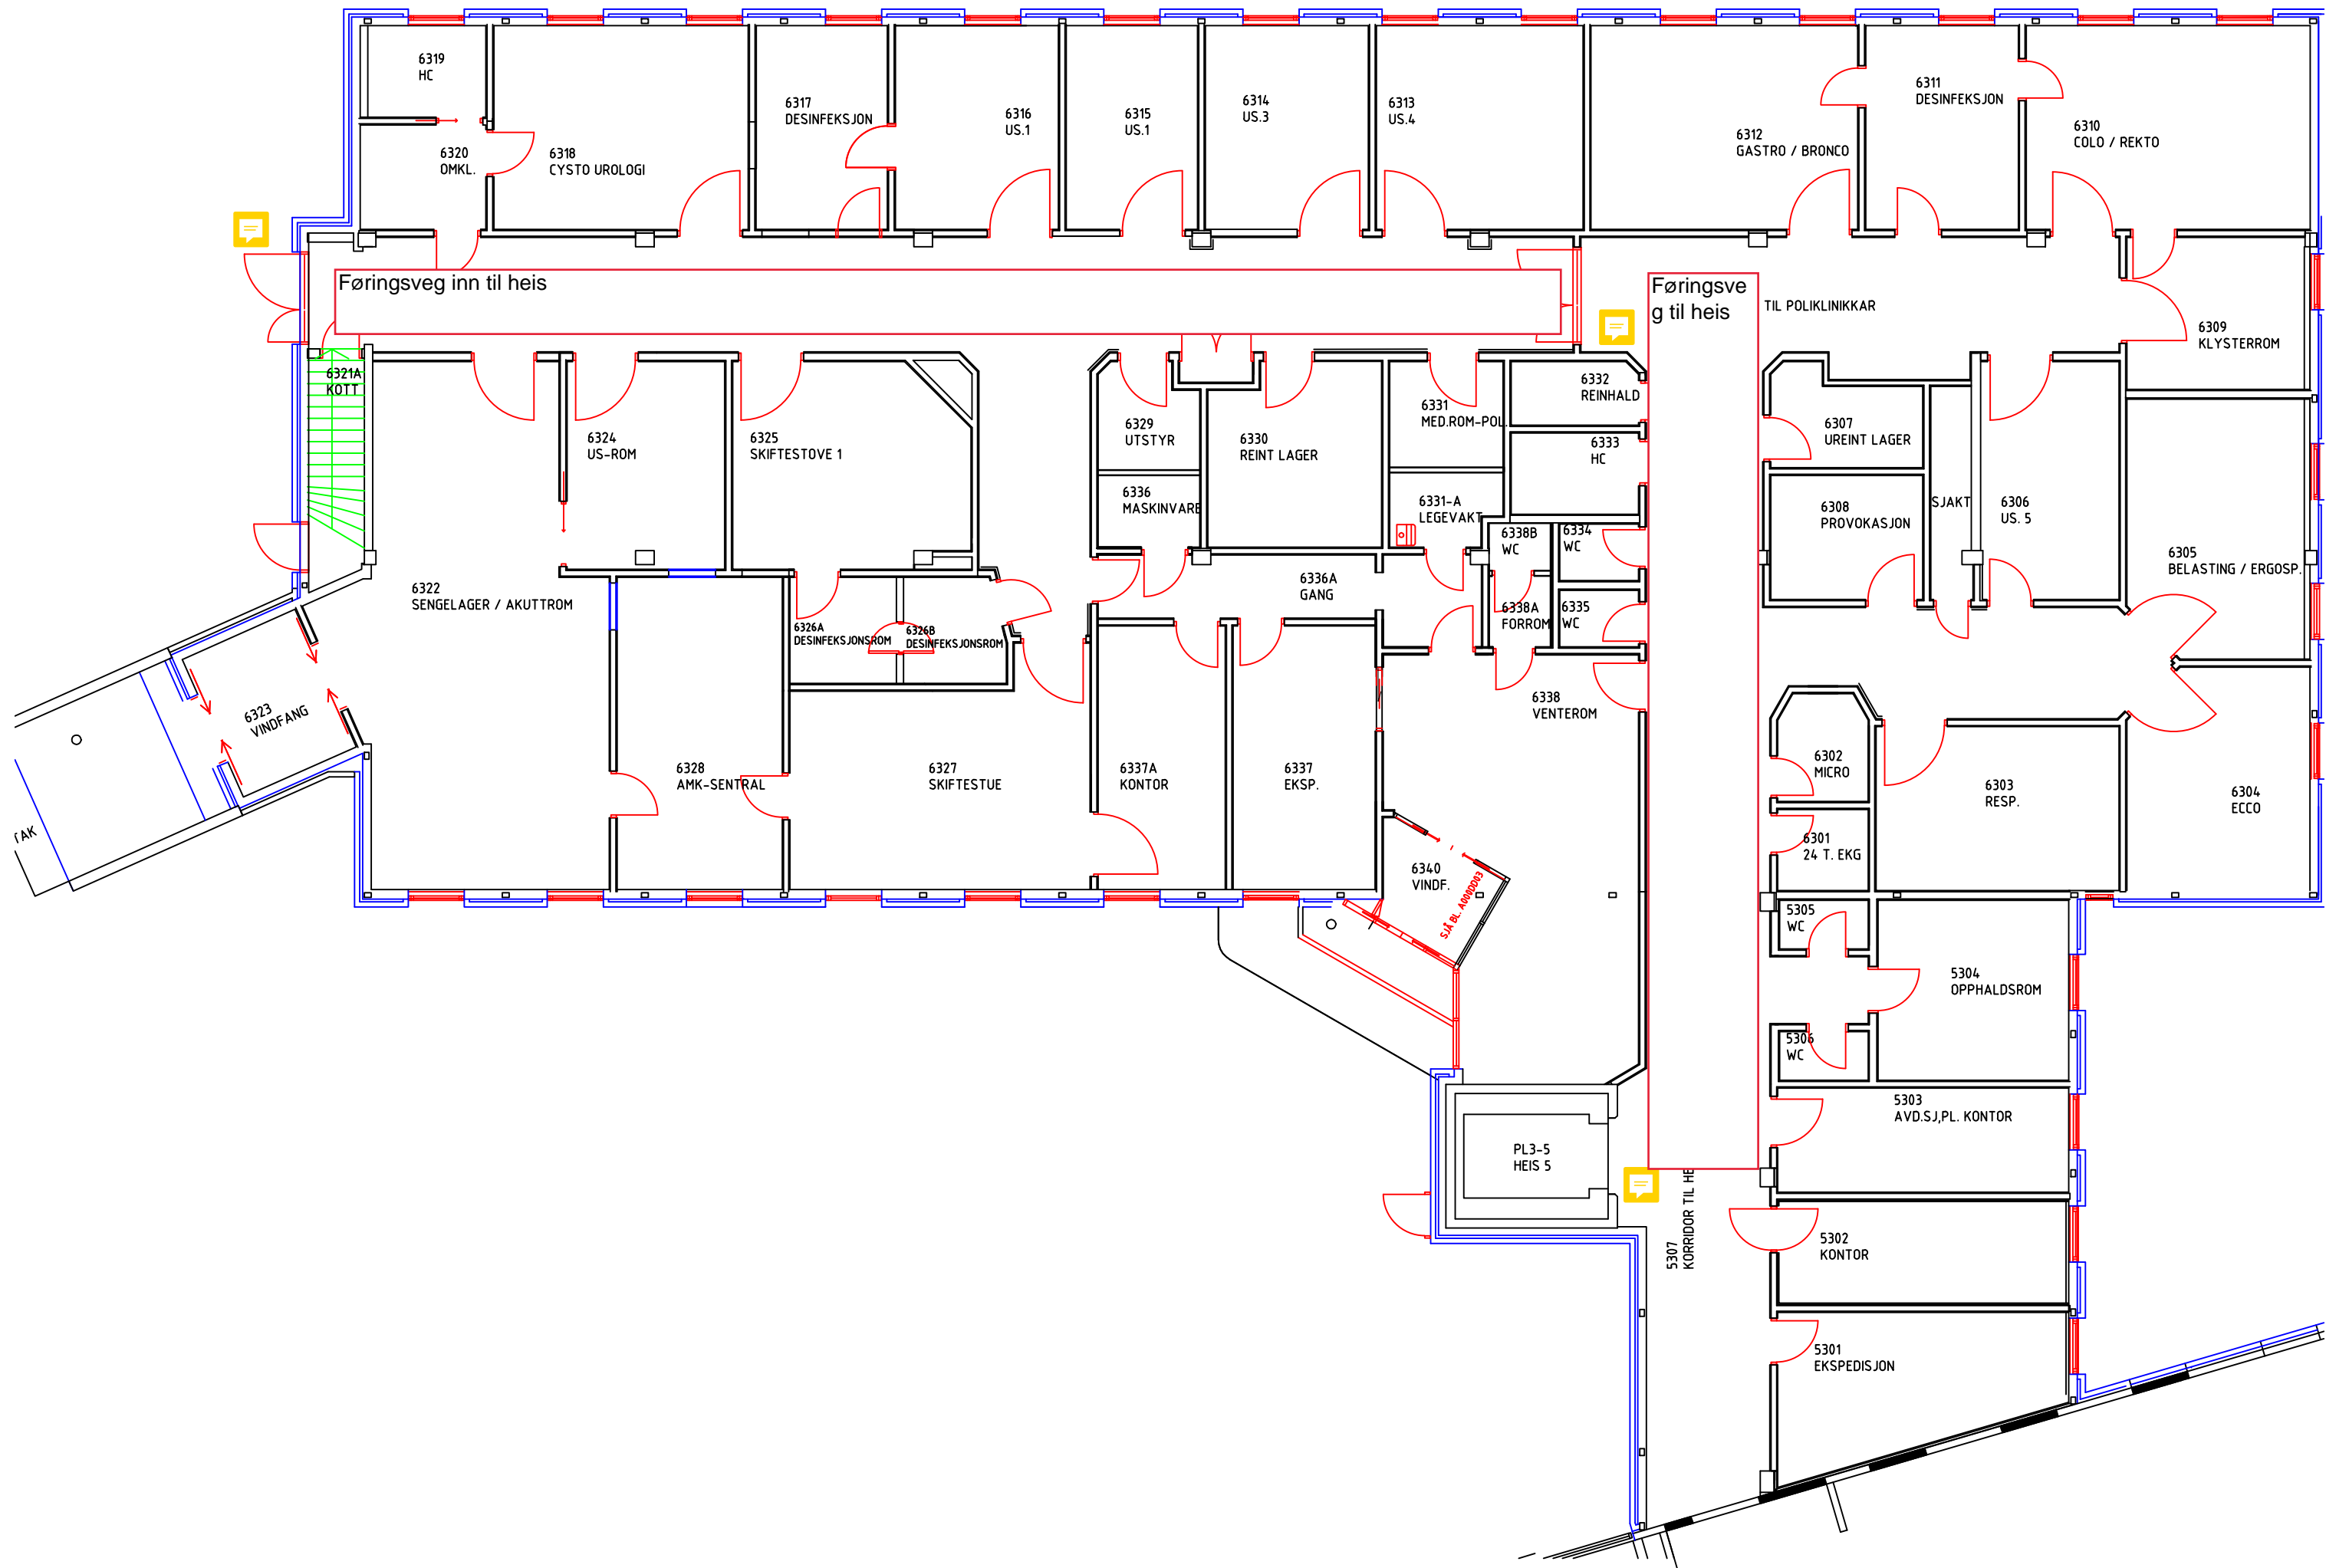 6319
HC
6320
OMKL.
6318
CYSTO UROLOGI
6317
DESINFEKSJON
6316
US.1
6315
US.1
6314
US.3
6313
US.4
6312
GASTRO / BRONCO
6311
DESINFEKSJON
6310
COLO / REKTO
Føringsveg inn til heis
Føringsve
g til heis
TIL POLIKLINIKKAR
6309
KLYSTERROM
6321A
KOTT
6324
US-ROM
6325
SKIFTESTOVE 1
6329
UTSTYR
6330
REINT LAGER
6331
MED.ROM-POL.
6332
REINHALD
6333
HC
6307
UREINT LAGER
6336
MASKINVARE
6331-A
LEGEVAKT
6338B
WC
6334
WC
6308
PROVOKASJON
SJAKT
6306
US. 5
6305
BELASTING / ERGOSP.
6322
SENGELAGER / AKUTTROM
6326A
DESINFEKSJONSROM
6326B
DESINFEKSJONSROM
6336A
GANG
6338A
FORROM
6335
WC
6323
VINDFANG
6338
VENTEROM
6328
AMK-SENTRAL
6327
SKIFTESTUE
6337A
KONTOR
6337
EKSP.
6302
MICRO
6303
RESP.
6304
ECCO
TAK
6340
VINDF.
SJÅ BL. A000DD03
6301
24 T. EKG
5305
WC
5304
OPPHALDSROM
5306
WC
5303
AVD.SJ,PL. KONTOR
PL3-5
HEIS 5
5307
KORRIDOR TIL HE
5302
KONTOR
5301
EKSPEDISJON